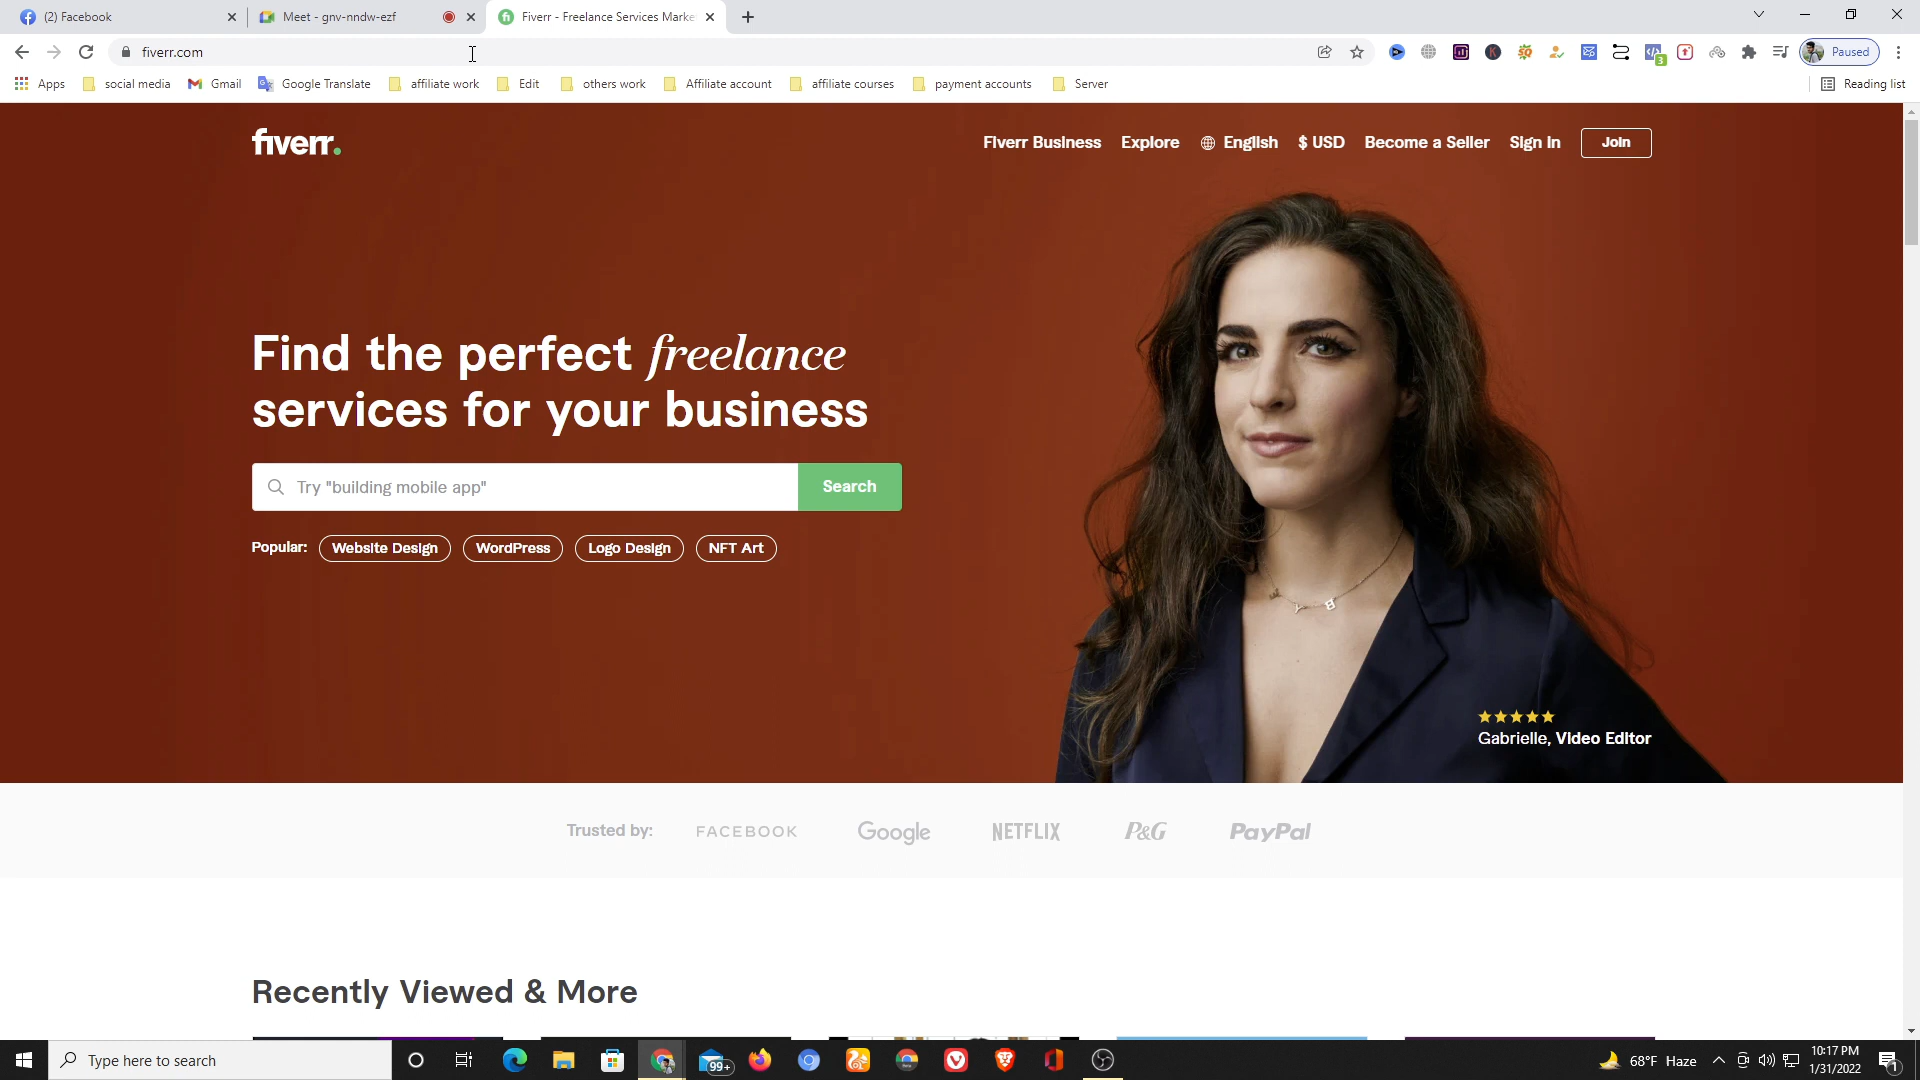 (2) Facebook
Meet - gnv-nndw-ezf
Fiverr - Freelance Services Marke
fiverr.com
Paused
3
Apps
social media
Gmail
Google Translate
affiliate work
Edit
others work
Affiliate account
affiliate courses
payment accounts
Server
Reading list
fiverr.
Fiverr Business
Explore
English
$ USD
Become a Seller
Sign in
Join
Find the perfect freelance
services for your business
Try "building mobile app"
Search
Popular:
Website Design
WordPress
Logo Design
NFT Art
★★★★★
Gabrielle, Video Editor
Trusted by:
FACEBOOK
Google
NETFLIX
P&G
PayPal
Recently Viewed & More
Type here to search
99+
68°F Haze
10:17 PM
1/31/2022
1